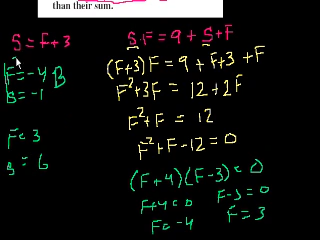 than their sum.
S = F + 3
F = -4 B
S = -1
F = 3
S = 6
S·F = 9 + S + F
(F+3)F = 9 + F + 3 + F
F² + 3F = 12 + 2F
F² + F = 12
F² + F - 12 = 0
(F+4)(F-3) = 0
F+4=0 F-3=0
F=-4 F=3